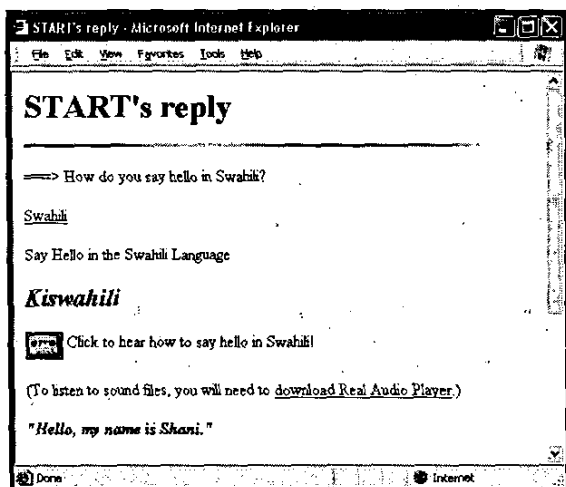 START's reply - Microsoft Internet Explorer
File Edit View Favorites Tools Help
START's reply
===> How do you say hello in Swahili?
Swahili
Say Hello in the Swahili Language
Kiswahili
Click to hear how to say hello in Swahili!
(To listen to sound files, you will need to download Real Audio Player.)
"Hello, my name is Shani."
Done Internet